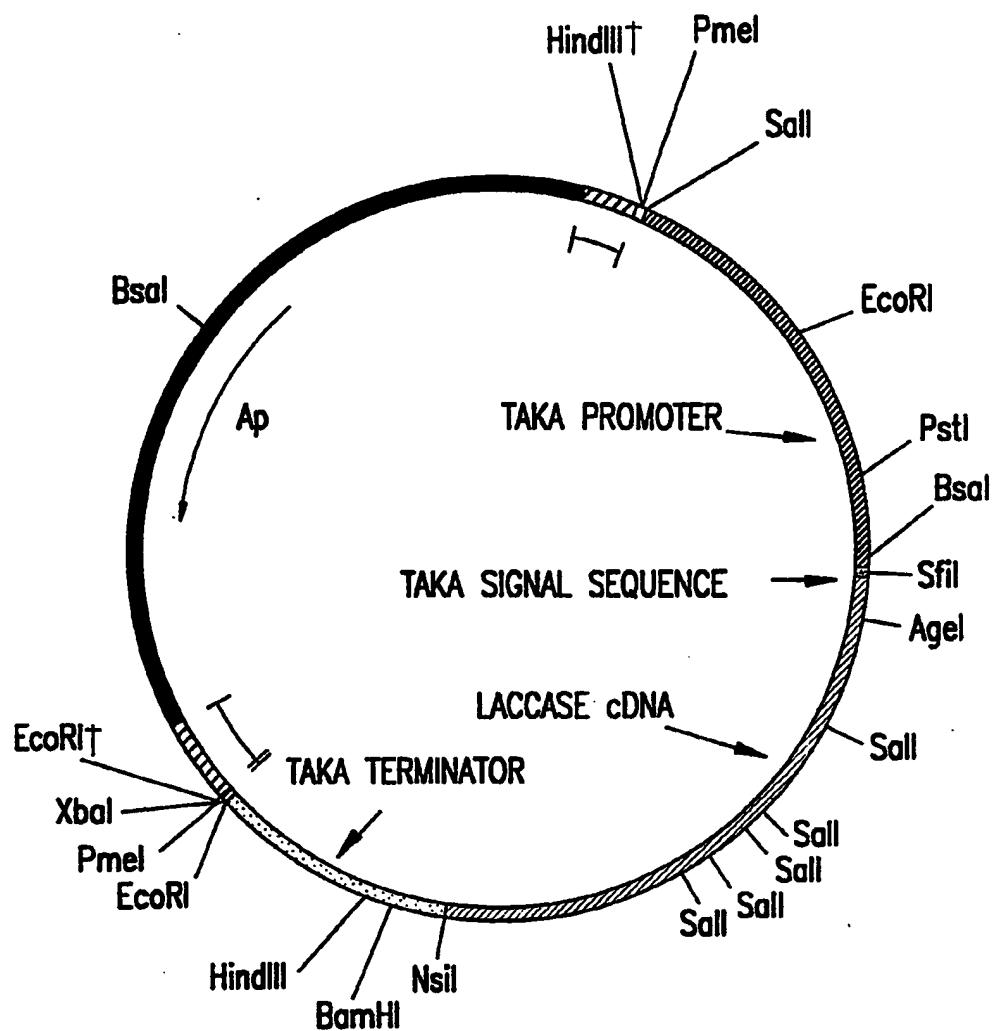 HindIII†
PmeI
SalI
BsaI
EcoRI
Ap
TAKA PROMOTER
PstI
BsaI
TAKA SIGNAL SEQUENCE
SfiI
AgeI
LACCASE cDNA
SalI
EcoRI†
TAKA TERMINATOR
XbaI
SalI
PmeI
SalI
EcoRI
SalI
SalI
HindIII
NsiI
BamHI